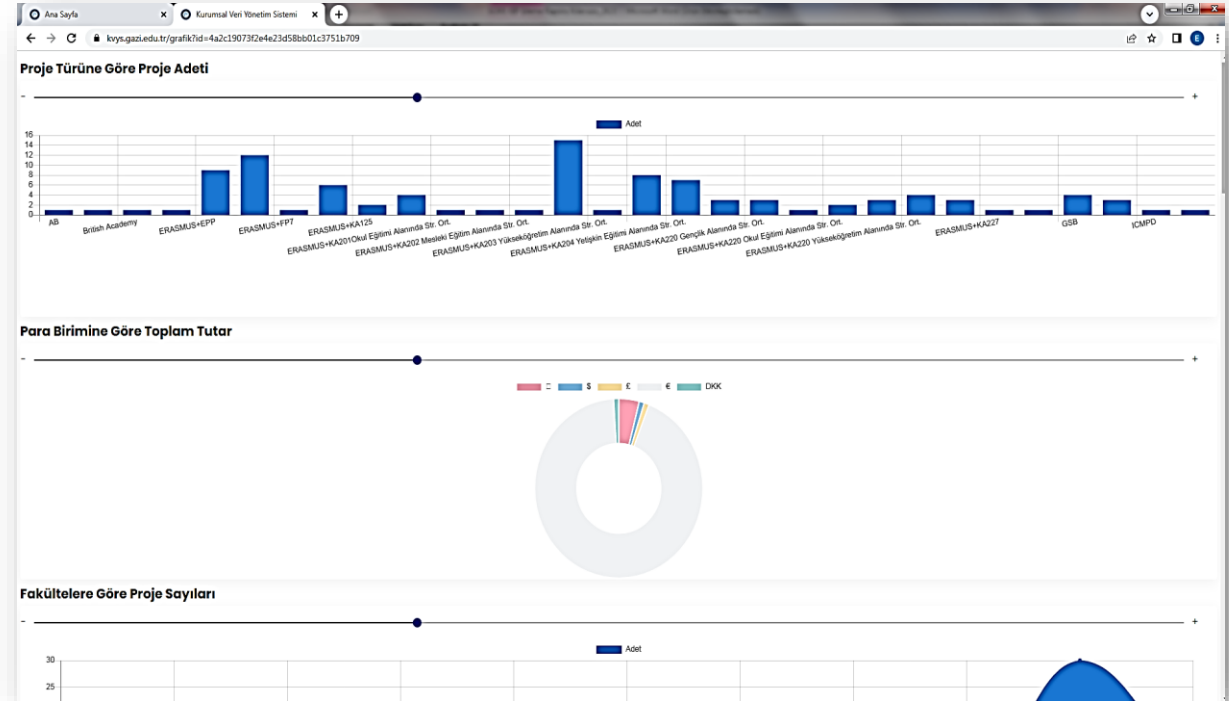 Ana Sayfa
Kurumsal Veri Yönetim Sistemi
kvys.gazi.edu.tr/grafik?id=4a2c19073f2e4e23d58bb01c3751b709
E
Proje Türüne Göre Proje Adeti
- +
Adet
16
14
12
10
8
6
4
2
0
AB
British Academy
ERASMUS+EPP
ERASMUS+FP7
ERASMUS+KA125
ERASMUS+KA201Okul Eğitimi Alanında Str. Ort.
ERASMUS+KA202 Mesleki Eğitim Alanında Str. Ort.
ERASMUS+KA203 Yükseköğretim Alanında Str. Ort.
ERASMUS+KA204 Yetişkin Eğitimi Alanında Str. Ort.
ERASMUS+KA220 Gençlik Alanında Str. Ort.
ERASMUS+KA220 Okul Eğitimi Alanında Str. Ort.
ERASMUS+KA220 Yükseköğretim Alanında Str. Ort.
ERASMUS+KA227
GSB
ICMPD
Para Birimine Göre Toplam Tutar
- +
$ £ € DKK
Fakültelere Göre Proje Sayıları
- +
Adet
30
25